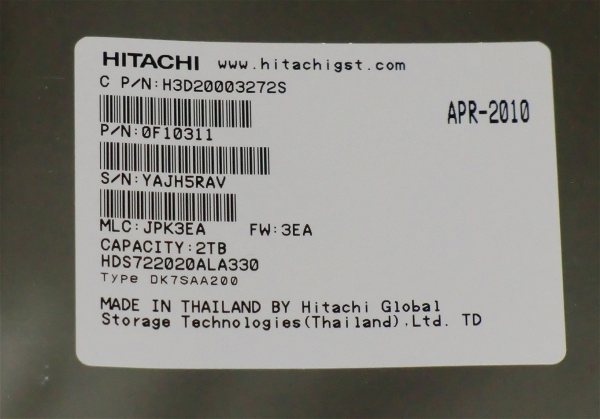 HITACHI www.hitachigst.com
C P/N:H3D20003272S
APR-2010
P/N:0F10311
S/N:YAJH5RAV
MLC:JPK3EA FW:3EA
CAPACITY:2TB
HDS722020ALA330
Type DK7SAA200
MADE IN THAILAND BY Hitachi Global
Storage Technologies(Thailand).Ltd. TD